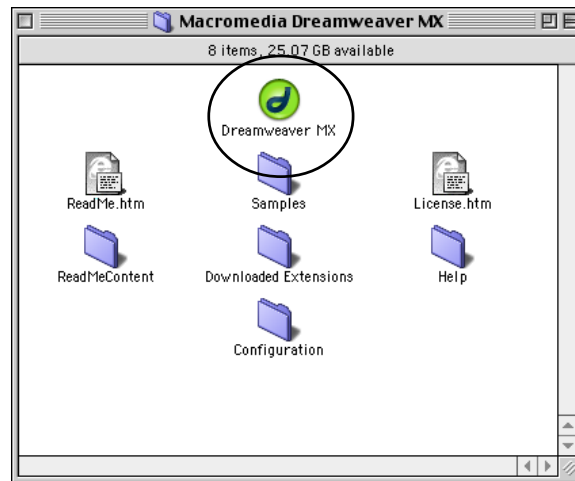 Macromedia Dreamweaver MX
8 items, 25.07 GB available
Dreamweaver MX
ReadMe.htm
Samples
License.htm
ReadMeContent
Downloaded Extensions
Help
Configuration